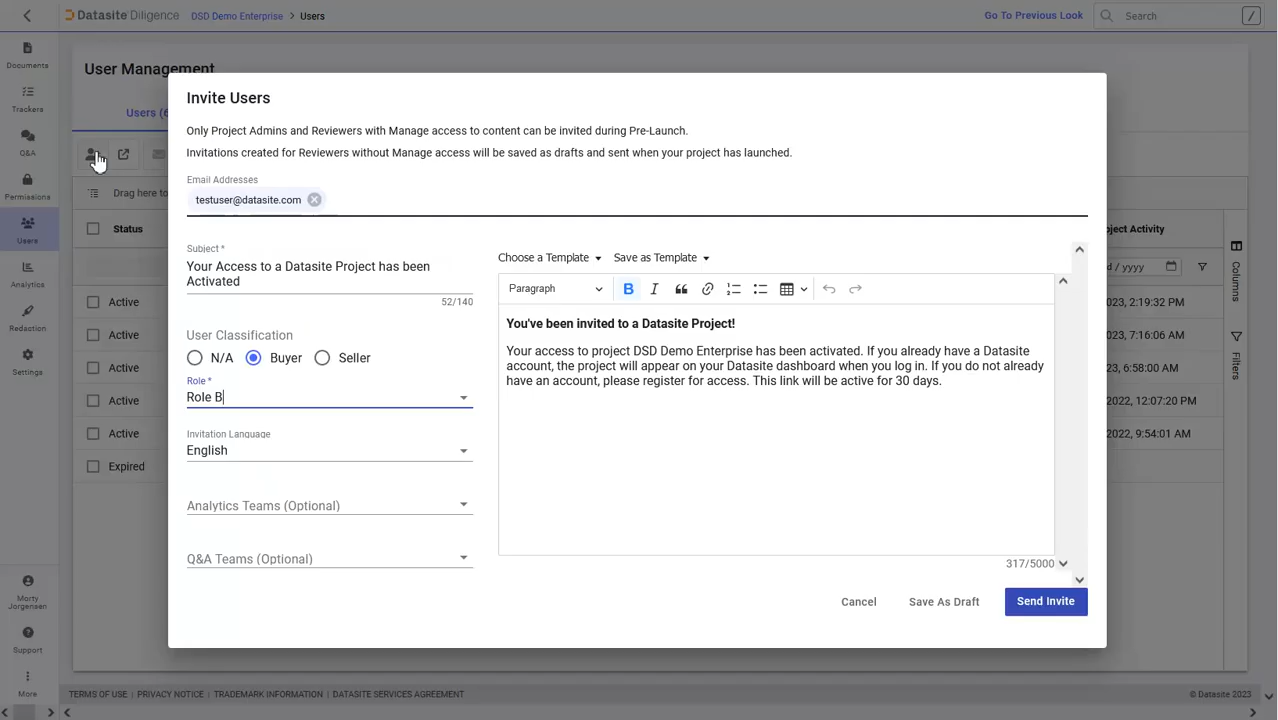 Datasite Diligence
DSD Demo Enterprise > Users
Go To Previous Look
Search
/
Documents
Trackers
Q&A
Permissions
Users
Analytics
Redaction
Settings
Morty
Jorgensen
Support
More
User Management
Users (6
Drag here to
Status
Active
Active
Active
Active
Active
Expired
Invite Users
Only Project Admins and Reviewers with Manage access to content can be invited during Pre-Launch.
Invitations created for Reviewers without Manage access will be saved as drafts and sent when your project has launched.
Email Addresses
testuser@datasite.com
Subject *
Your Access to a Datasite Project has been
Activated
52/140
User Classification
N/A Buyer Seller
Role *
Role B
Invitation Language
English
Analytics Teams (Optional)
Q&A Teams (Optional)
Choose a Template Save as Template
Paragraph B I
You've been invited to a Datasite Project!
Your access to project DSD Demo Enterprise has been activated. If you already have a Datasite
account, the project will appear on your Datasite dashboard when you log in. If you do not already
have an account, please register for access. This link will be active for 30 days.
317/5000
Cancel Save As Draft Send Invite
oject Activity
d / yyyy
3, 2:19:32 PM
3, 7:16:06 AM
3, 6:58:00 AM
2022, 12:07:20 PM
2022, 9:54:01 AM
Columns
Filters
TERMS OF USE | PRIVACY NOTICE | TRADEMARK INFORMATION | DATASITE SERVICES AGREEMENT
© Datasite 2023